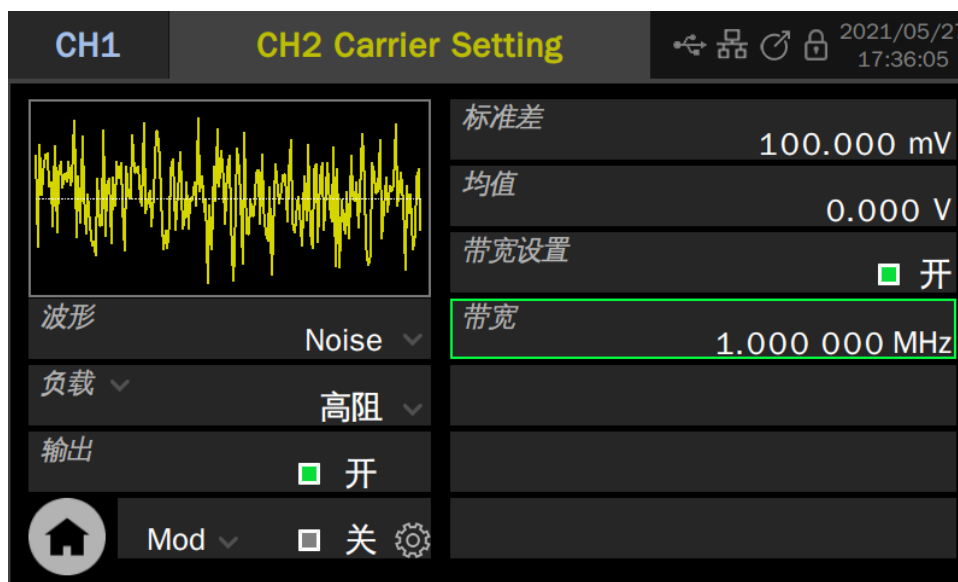 CH1
CH2 Carrier Setting
2021/05/27
17:36:05
标准差
100.000 mV
均值
0.000 V
带宽设置
开
带宽
1.000 000 MHz
波形
Noise
负载
高阻
输出
开
Mod
关